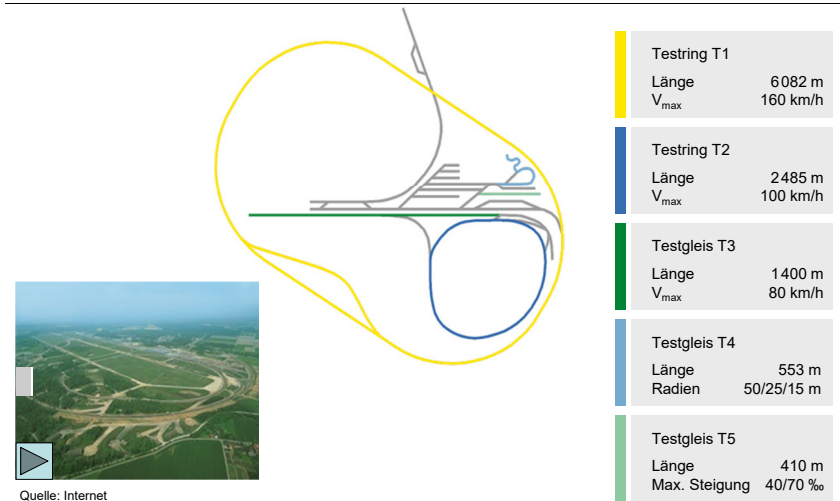 Testring T1
Länge 6 082 m
Vmax 160 km/h
Testring T2
Länge 2 485 m
Vmax 100 km/h
Testgleis T3
Länge 1 400 m
Vmax 80 km/h
Testgleis T4
Länge 553 m
Radien 50/25/15 m
Testgleis T5
Länge 410 m
Max. Steigung 40/70 ‰
Quelle: Internet